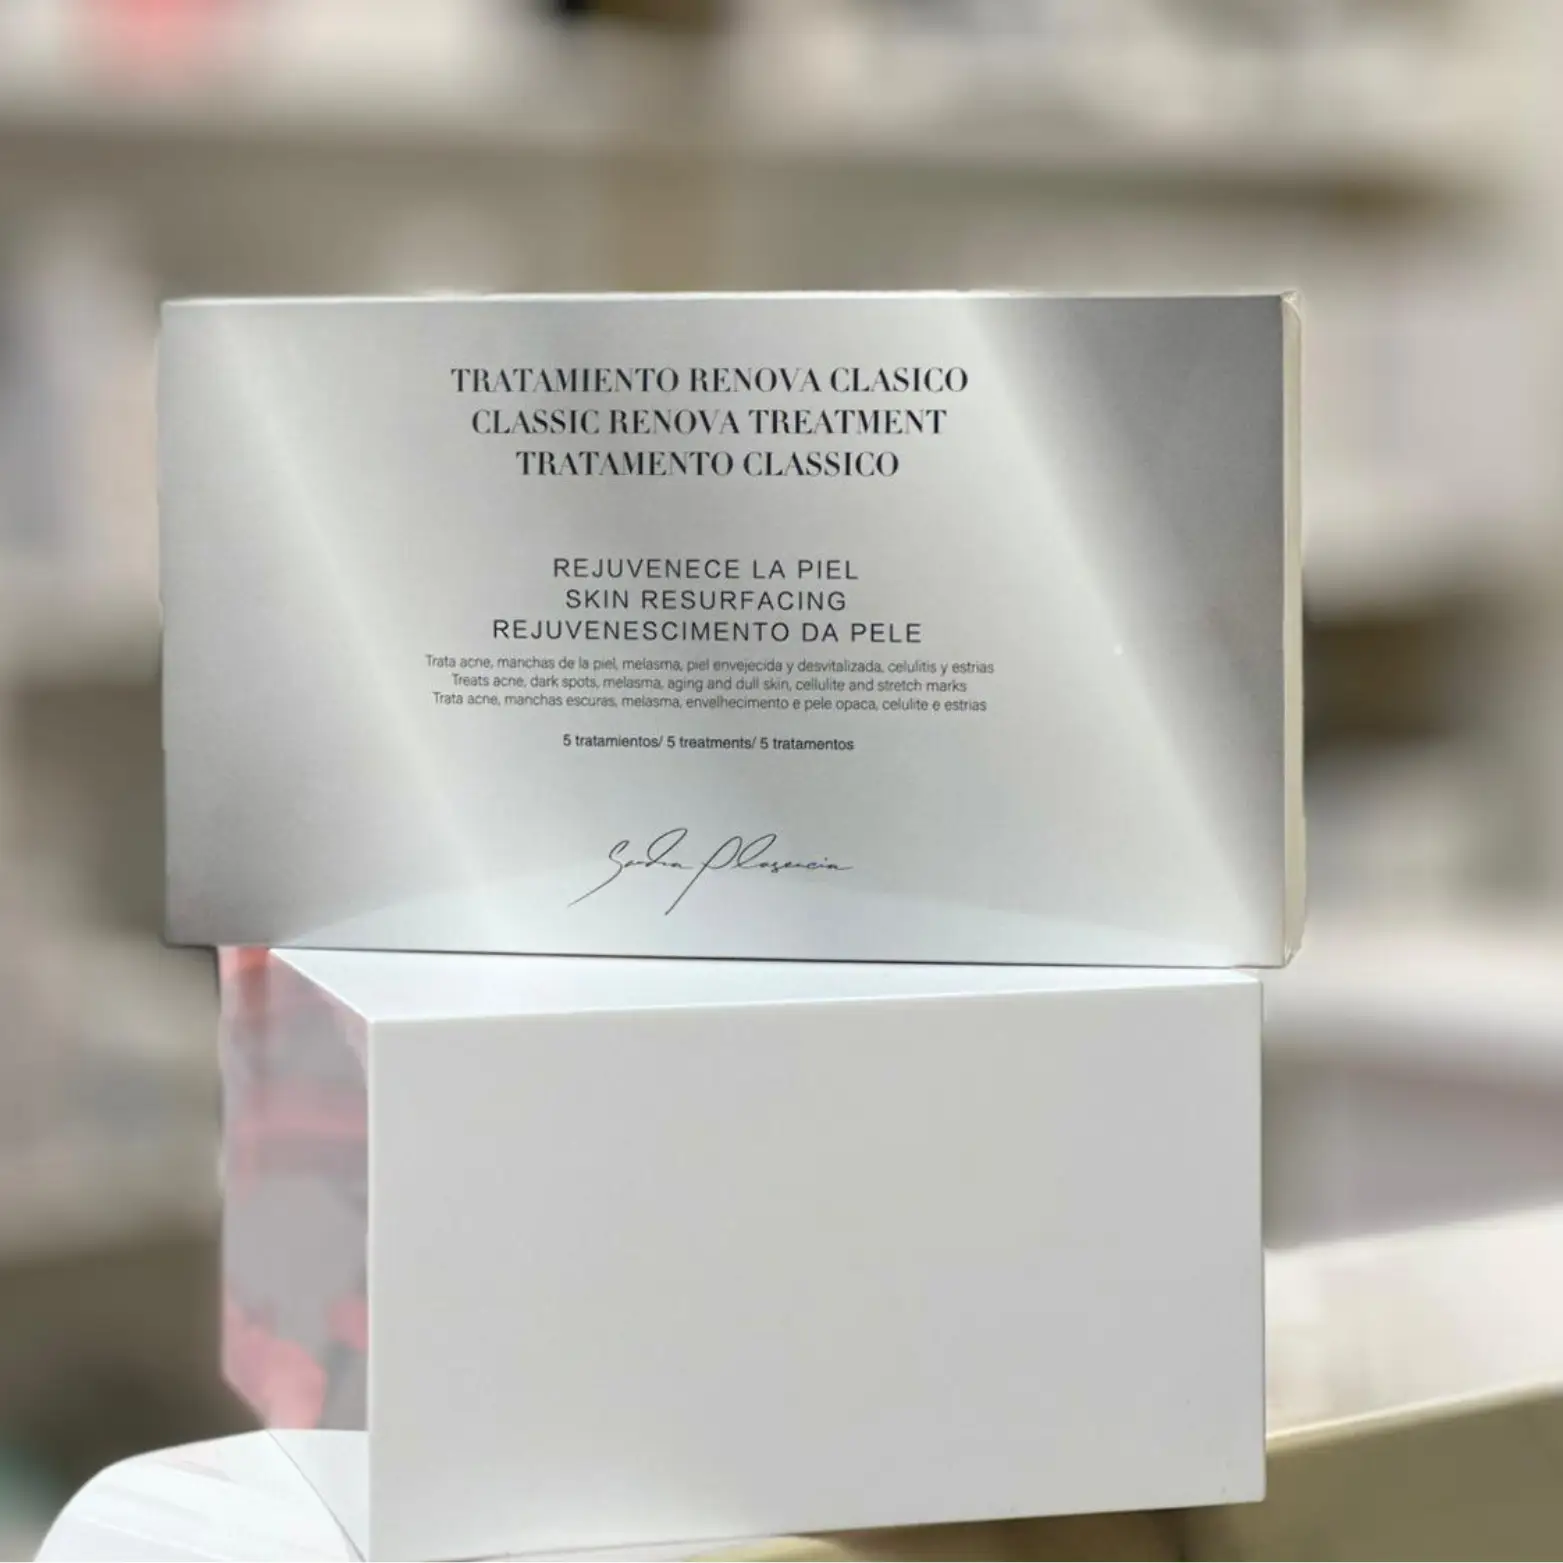 TRATAMIENTO RENOVA CLASICO
CLASSIC RENOVA TREATMENT
TRATAMENTO CLASSICO
REJUVENECE LA PIEL
SKIN RESURFACING
REJUVENESCIMENTO DA PELE
Trata acne, manchas de la piel, melasma, piel envejecida y desvitalizada, celulitis y estrias
Treats acne, dark spots, melasma, aging and dull skin, cellulite and stretch marks
Trata acne, manchas escuras, melasma, envelhecimento e pele opaca, celulite e estrias
5 tratamientos/ 5 treatments/ 5 tratamentos
Sandra Plasencia